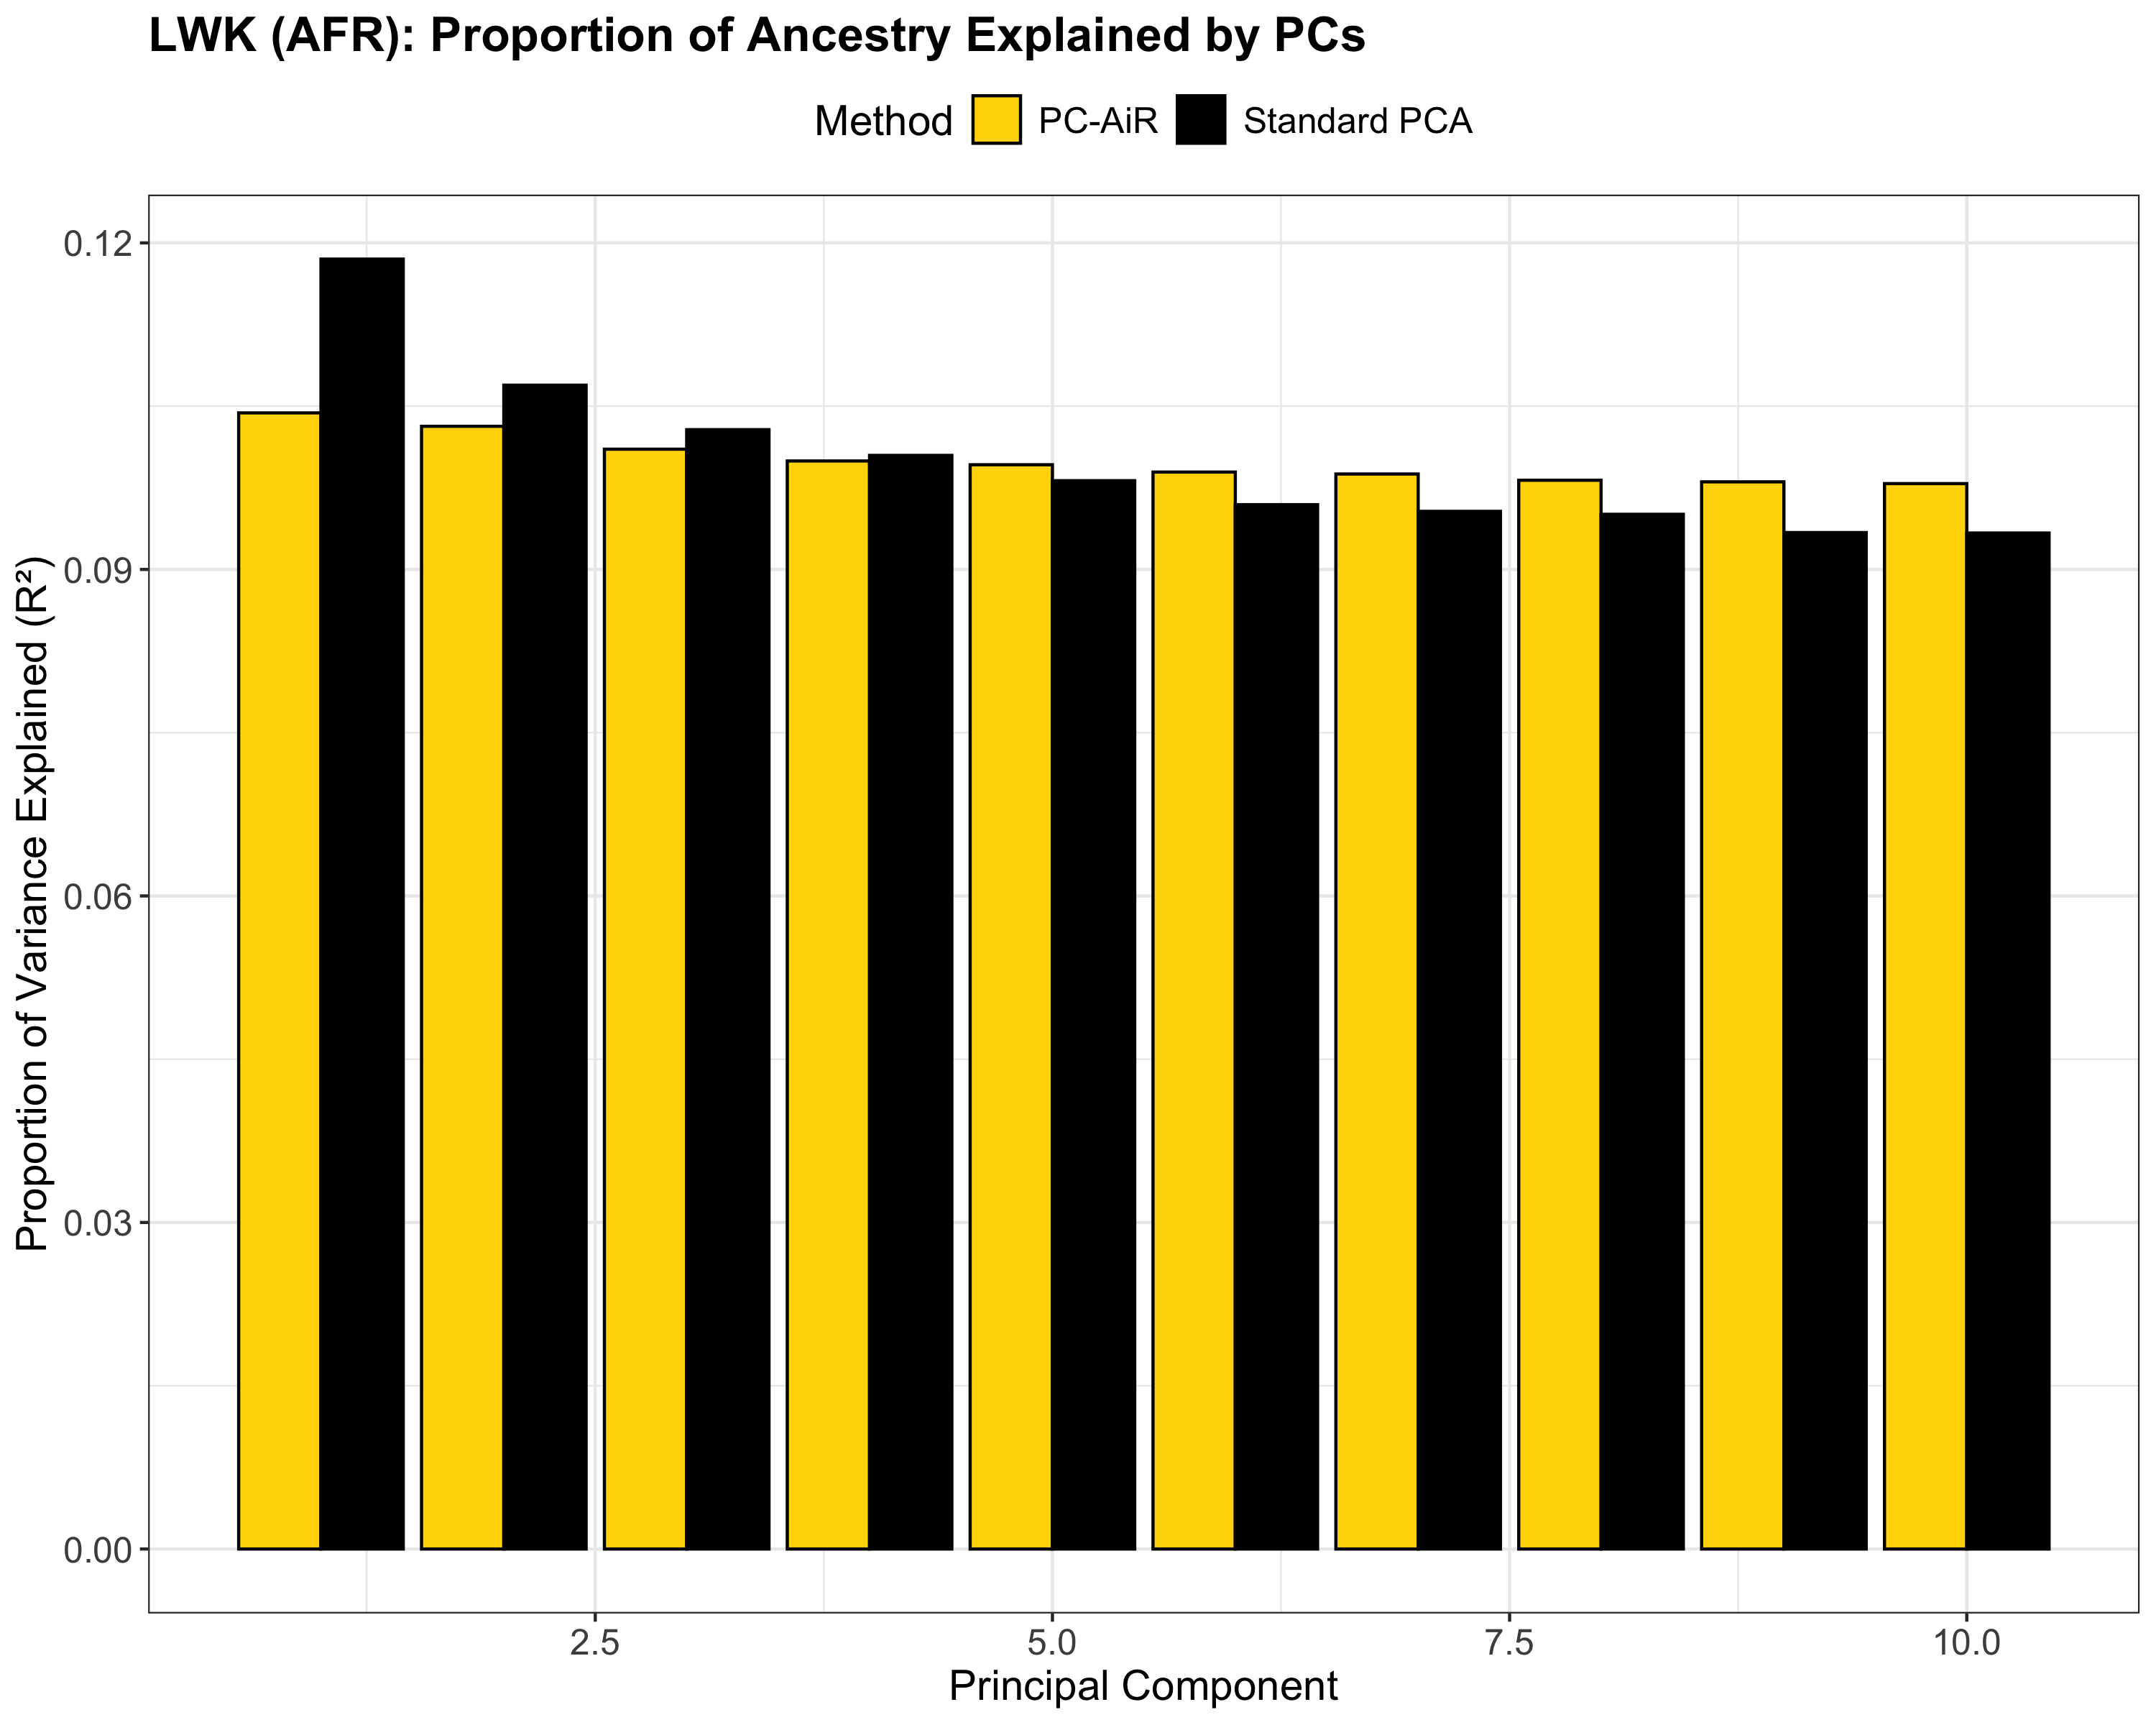 LWK (AFR): Proportion of Ancestry Explained by PCs
Method PC-AiR Standard PCA
Proportion of Variance Explained (R²)
0.12
0.09
0.06
0.03
0.00
2.5 5.0 7.5 10.0
Principal Component